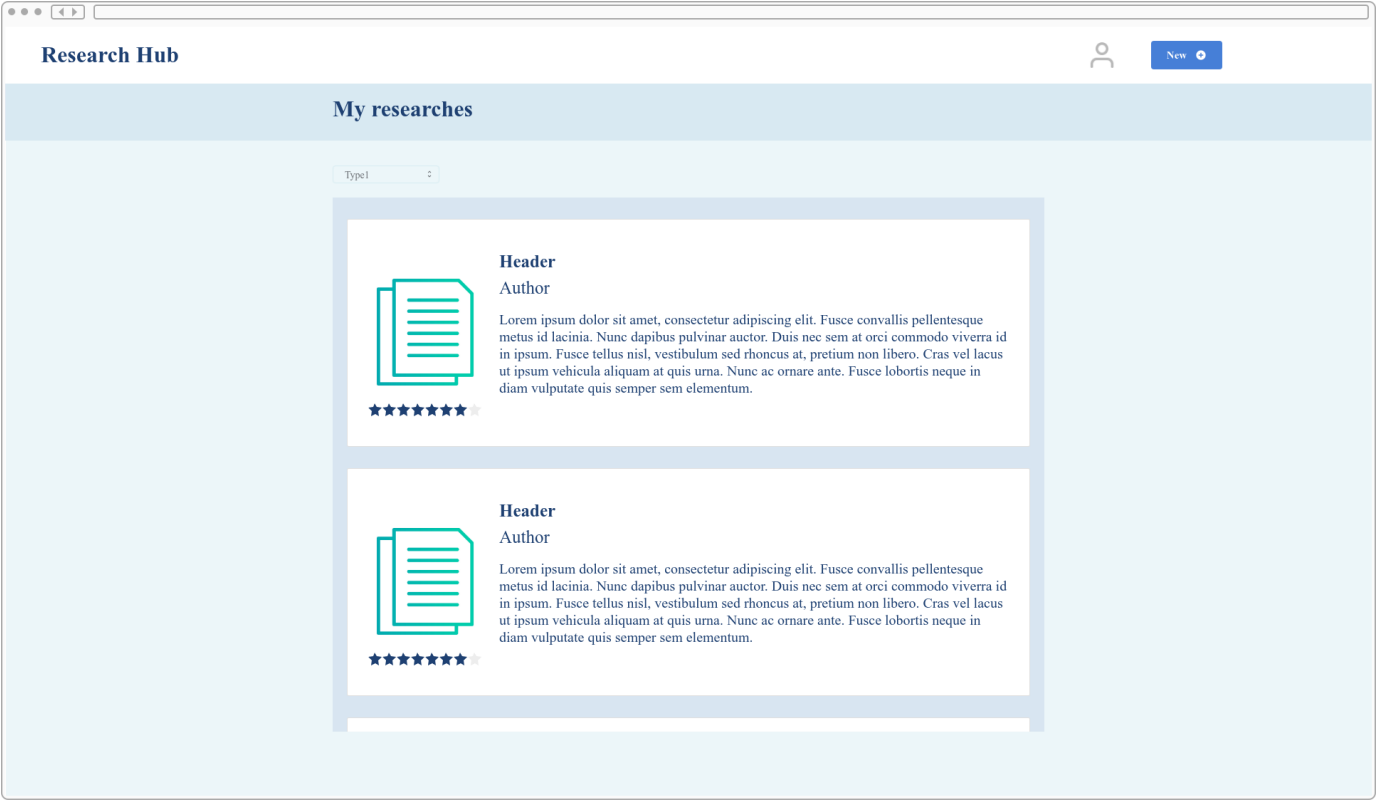 Research Hub
New
My researches
Type1
Header
Author
Lorem ipsum dolor sit amet, consectetur adipiscing elit. Fusce convallis pellentesque
metus id lacinia. Nunc dapibus pulvinar auctor. Duis nec sem at orci commodo viverra id
in ipsum. Fusce tellus nisl, vestibulum sed rhoncus at, pretium non libero. Cras vel lacus
ut ipsum vehicula aliquam at quis urna. Nunc ac ornare ante. Fusce lobortis neque in
diam vulputate quis semper sem elementum.
Header
Author
Lorem ipsum dolor sit amet, consectetur adipiscing elit. Fusce convallis pellentesque
metus id lacinia. Nunc dapibus pulvinar auctor. Duis nec sem at orci commodo viverra id
in ipsum. Fusce tellus nisl, vestibulum sed rhoncus at, pretium non libero. Cras vel lacus
ut ipsum vehicula aliquam at quis urna. Nunc ac ornare ante. Fusce lobortis neque in
diam vulputate quis semper sem elementum.